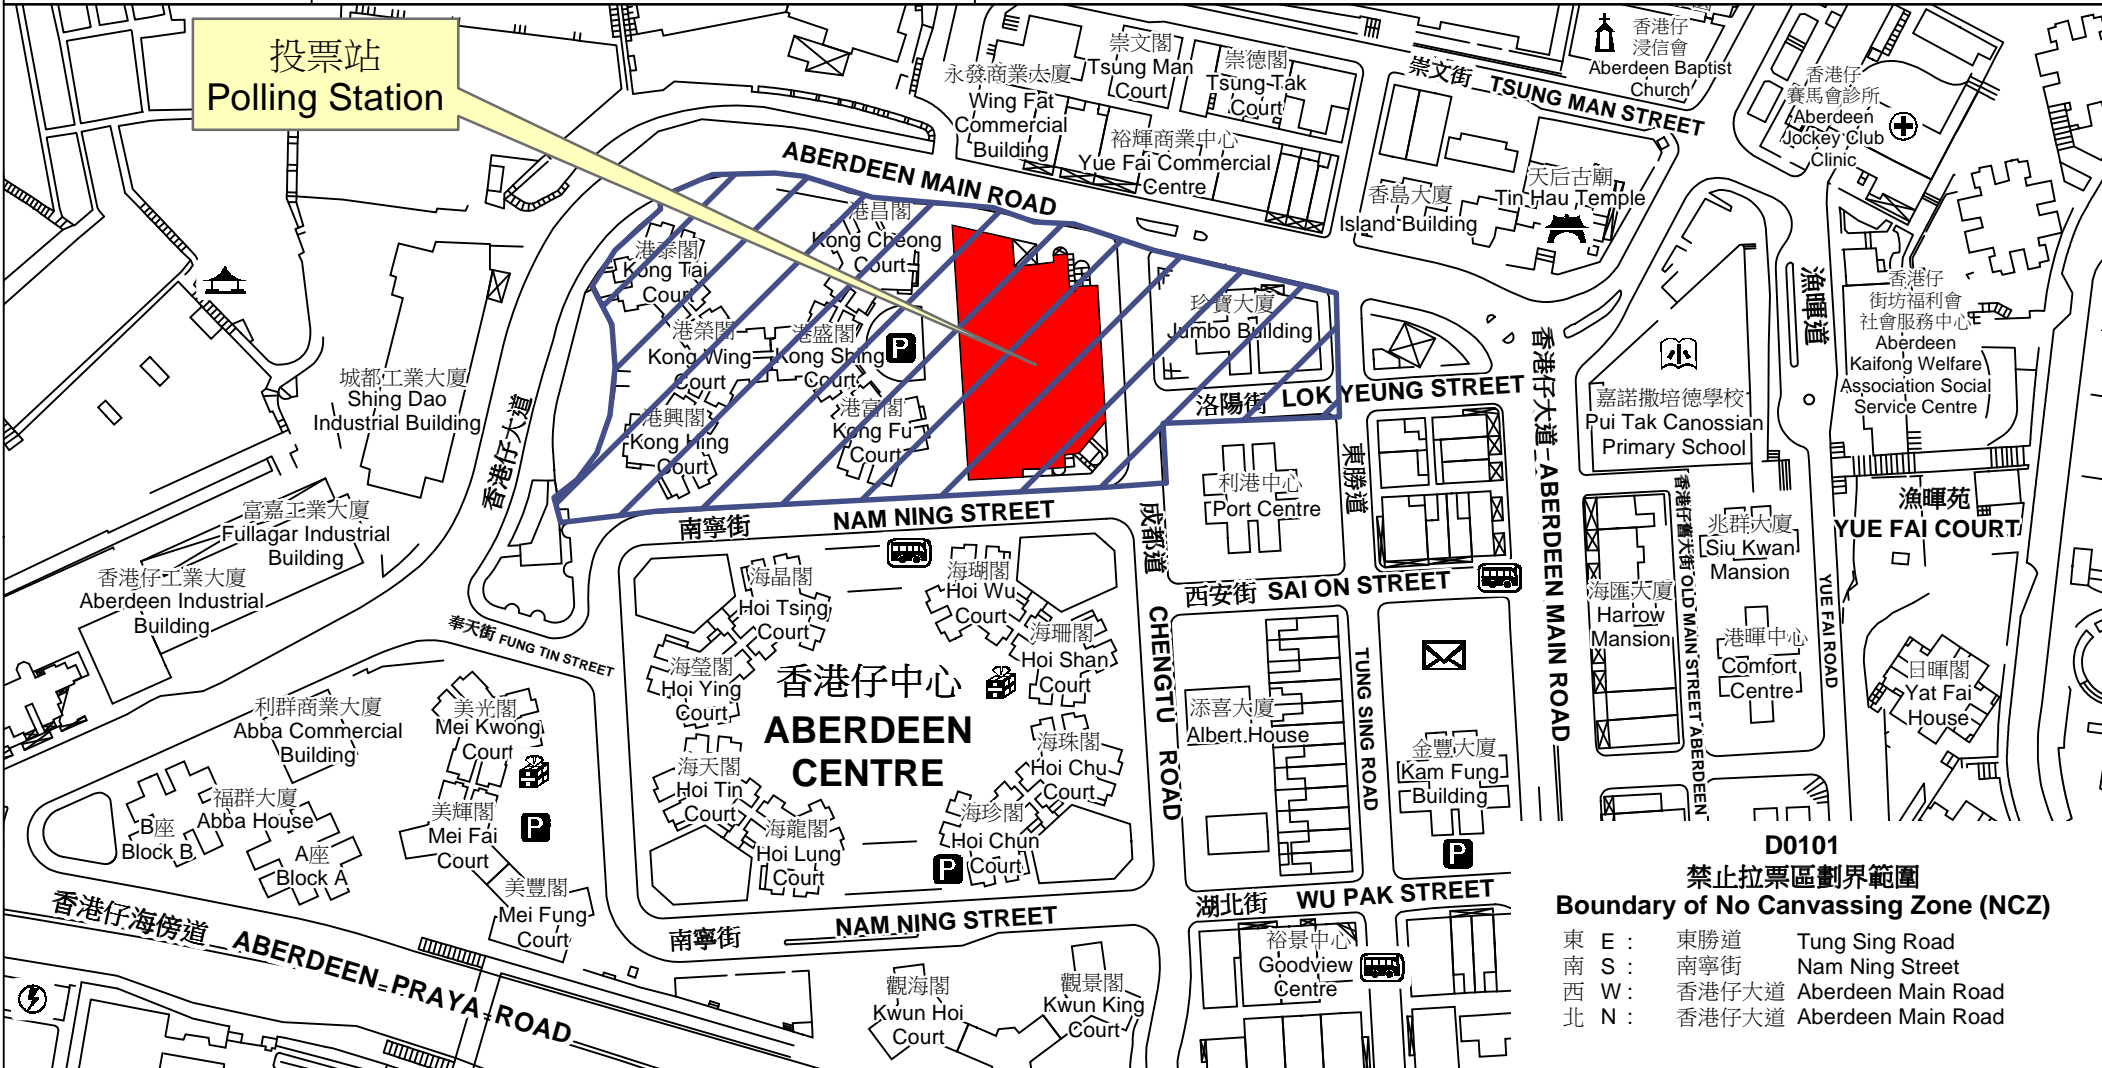 投票站
Polling Station
永發商業大廈
Wing Fat
Commercial
Building
崇文閣
Tsung Man
Court
崇德閣
Tsung Tak
Court
裕輝商業中心
Yue Fai Commercial
Centre
崇文街 TSUNG MAN STREET
香港仔
浸信會
Aberdeen Baptist
Church
香港仔
賽馬會診所
Aberdeen
Jockey Club
Clinic
香島大廈
Island Building
天后古廟
Tin Hau Temple
ABERDEEN MAIN ROAD
港泰閣
Kong Tai
Court
港昌閣
Kong Cheong
Court
港榮閣
Kong Wing
Court
港盛閣
Kong Shing
Court
P
港興閣
Kong Hing
Court
港富閣
Kong Fu
Court
珍寶大廈
Jumbo Building
洛陽街 LOK YEUNG STREET
城都工業大廈
Shing Dao
Industrial Building
香港仔大道
富嘉工業大廈
Fullagar Industrial
Building
香港仔工業大廈
Aberdeen Industrial
Building
南寧街 NAM NING STREET
成都道
CHENGTU ROAD
利港中心
Port Centre
東勝道
TUNG SING ROAD
西安街 SAI ON STREET
香港仔大道 ABERDEEN MAIN ROAD
小
嘉諾撒培德學校
Pui Tak Canossian
Primary School
漁暉道
YUE FAI ROAD
香港仔
街坊福利會
社會服務中心
Aberdeen
Kaifong Welfare
Association Social
Service Centre
漁暉苑
YUE FAI COURT
香港仔舊大街 OLD MAIN STREET ABERDEEN
兆群大廈
Siu Kwan
Mansion
海匯大廈
Harrow
Mansion
港暉中心
Comfort
Centre
日暉閣
Yat Fai
House
奉天街 FUNG TIN STREET
海晶閣
Hoi Tsing
Court
海瑚閣
Hoi Wu
Court
海瑩閣
Hoi Ying
Court
海珊閣
Hoi Shan
Court
香港仔中心
ABERDEEN
CENTRE
海天閣
Hoi Tin
Court
海珠閣
Hoi Chu
Court
海龍閣
Hoi Lung
Court
海珍閣
Hoi Chun
Court
P
添喜大廈
Albert House
金豐大廈
Kam Fung
Building
P
利群商業大廈
Abba Commercial
Building
美光閣
Mei Kwong
Court
福群大廈
Abba House
B座
Block B
A座
Block A
美輝閣
Mei Fai
Court
P
美豐閣
Mei Fung
Court
南寧街 NAM NING STREET
湖北街 WU PAK STREET
香港仔海傍道 ABERDEEN PRAYA ROAD
觀海閣
Kwun Hoi
Court
觀景閣
Kwun King
Court
裕景中心
Goodview
Centre
D0101
禁止拉票區劃界範圍
Boundary of No Canvassing Zone (NCZ)
東 E : 東勝道 Tung Sing Road
南 S : 南寧街 Nam Ning Street
西 W : 香港仔大道 Aberdeen Main Road
北 N : 香港仔大道 Aberdeen Main Road